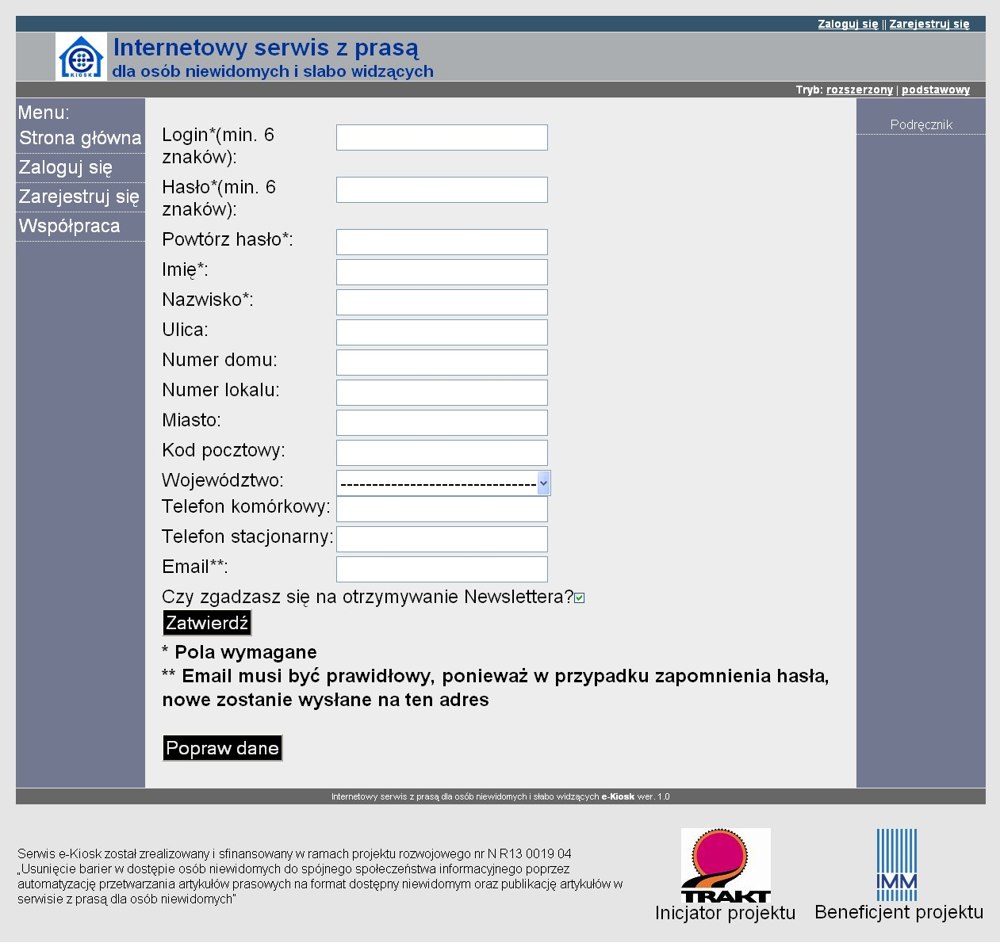 Zaloguj się || Zarejestruj się
KIOSK
Internetowy serwis z prasą
dla osób niewidomych i slabo widzących
Tryb: rozszerzony | podstawowy
Menu:
Strona główna
Zaloguj się
Zarejestruj się
Współpraca
Podręcznik
Login*(min. 6
znaków):
Hasło*(min. 6
znaków):
Powtórz hasło*:
Imię*:
Nazwisko*:
Ulica:
Numer domu:
Numer lokalu:
Miasto:
Kod pocztowy:
Województwo: -------------------------------
Telefon komórkowy:
Telefon stacjonarny:
Email**:
Czy zgadzasz się na otrzymywanie Newslettera?
Zatwierdź
* Pola wymagane
** Email musi być prawidłowy, ponieważ w przypadku zapomnienia hasła,
nowe zostanie wysłane na ten adres
Popraw dane
Internetowy serwis z prasą dla osób niewidomych i słabo widzących e-Kiosk wer. 1.0
Serwis e-Kiosk został zrealizowany i sfinansowany w ramach projektu rozwojowego nr N R13 0019 04
„Usunięcie barier w dostępie osób niewidomych do spójnego społeczeństwa informacyjnego poprzez
automatyzację przetwarzania artykułów prasowych na format dostępny niewidomym oraz publikację artykułów w
serwisie z prasą dla osób niewidomych"
TRAKT
Inicjator projektu
IMM
Beneficjent projektu